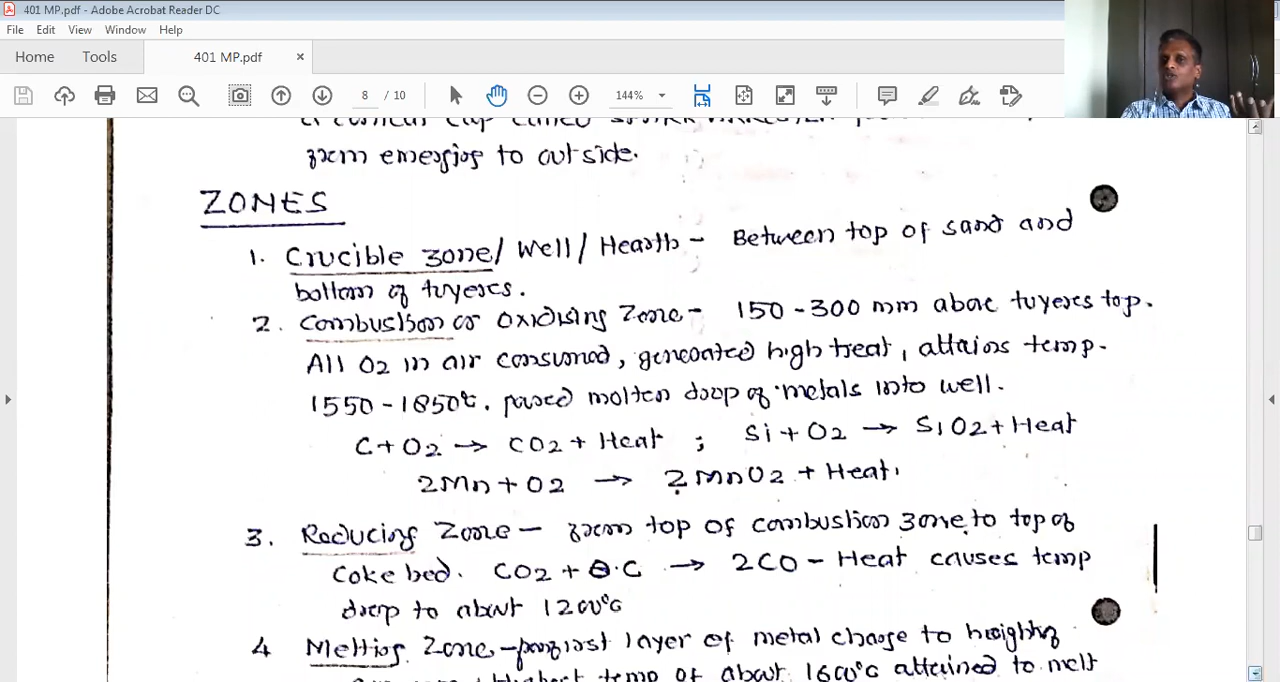 401 MP.pdf - Adobe Acrobat Reader DC
File Edit View Window Help
Home Tools 401 MP.pdf ×
8 / 10 144%
from emerging to outside.
ZONES
1. Crucible zone/ Well/ Hearth - Between top of sand and
bottom of tuyeres.
2. Combustion or Oxidising Zone - 150-300 mm above tuyeres top.
All O2 in air consumed, generated high heat, attains temp.
1550-1850°c. molten drop of metals into well.
C+O2 → CO2 + Heat ; Si+O2 → SiO2+Heat
2Mn+O2 → 2MnO2 + Heat.
3. Reducing Zone - from top of combustion zone to top of
Coke bed. CO2 + C → 2CO - Heat causes temp
drop to about 1200°C
4 Melting Zone - first layer of metal charge to height of
Highest temp of about 1600°C attained to melt